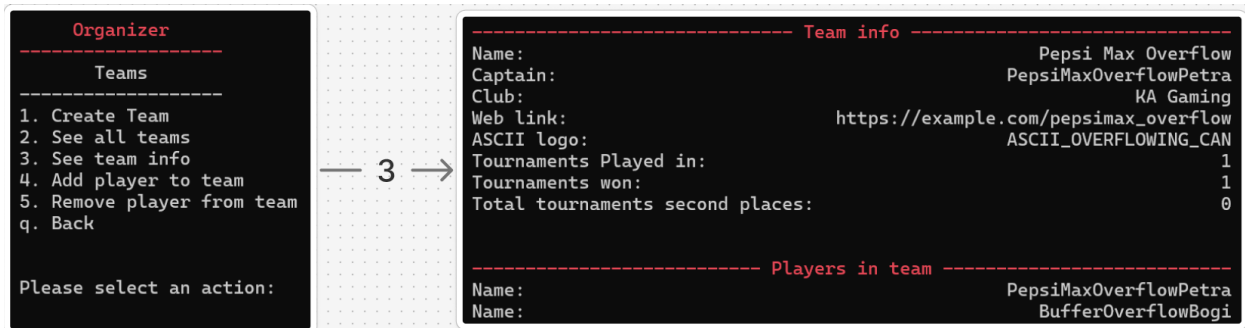 Organizer
-------------------
Teams
-------------------
1. Create Team
2. See all teams
3. See team info
4. Add player to team
5. Remove player from team
q. Back
Please select an action:
3
------------------------------ Team info ------------------------------
Name: Pepsi Max Overflow
Captain: PepsiMaxOverflowPetra
Club: KA Gaming
Web link: https://example.com/pepsimax_overflow
ASCII logo: ASCII_OVERFLOWING_CAN
Tournaments Played in: 1
Tournaments won: 1
Total tournaments second places: 0
--------------------------- Players in team ---------------------------
Name: PepsiMaxOverflowPetra
Name: BufferOverflowBogi